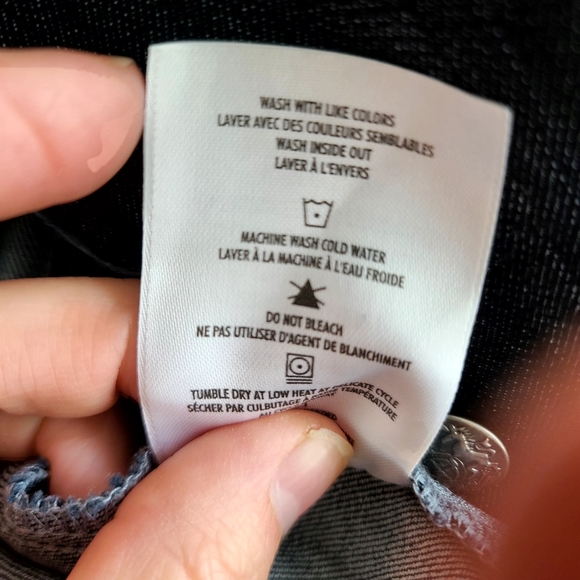 WASH WITH LIKE COLORS
LAVER AVEC DES COULEURS SEMBLABLES
WASH INSIDE OUT
LAVER À L'ENVERS
MACHINE WASH COLD WATER
LAVER À LA MACHINE À L'EAU FROIDE
DO NOT BLEACH
NE PAS UTILISER D'AGENT DE BLANCHIMENT
TUMBLE DRY AT LOW HEAT AT DELICATE CYCLE
SÉCHER PAR CULBUTAGE À BASSE TEMPÉRATURE